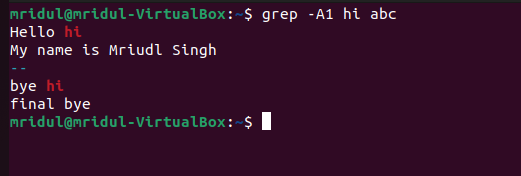 mridul@mridul-VirtualBox:~$ grep -A1 hi abc
Hello hi
My name is Mriudl Singh
--
bye hi
final bye
mridul@mridul-VirtualBox:~$